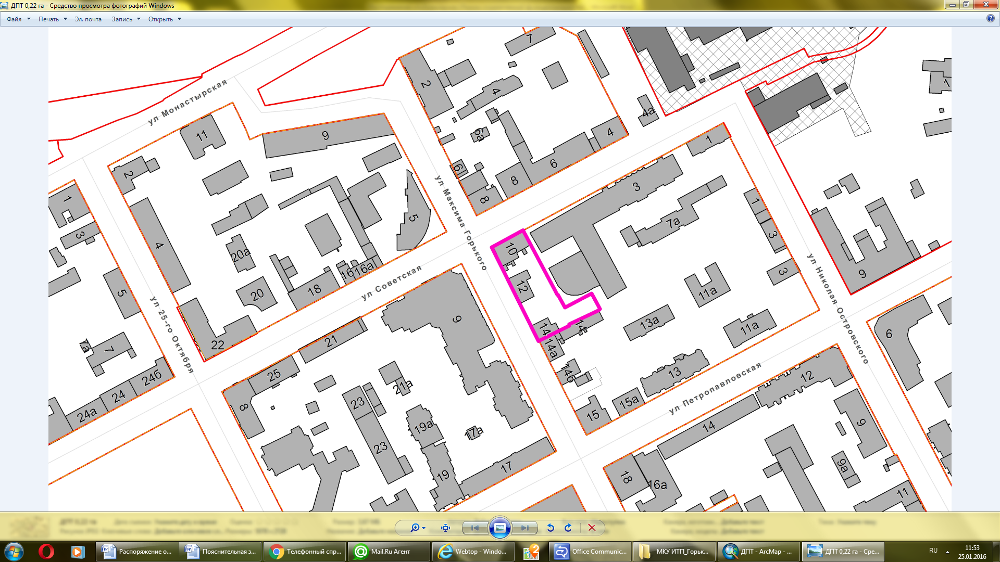 ДПТ 0,22 га - Средство просмотра фотографий Windows
Файл Печать Эл. почта Запись Открыть
7
2
4
4а
1
ул Монастырская
11
9
6а
4
1
2
6
6
8
3
8
ул Максима Горького
1
3
4
5
7а
1
3
3
20а
10
16 16а
9
ул Советская
12
11а
18
20
5
ул 25-го Октября
ул Николая Островского
9
13а
11а
14
14
14а
6
21
22
7а
7
14б
13
12
ул Петропавловская
25
24б
21а
24
8
23
15а
15
24а
19а
17а
14
9
23
17
19
18
16а
9а
11
ДПТ 0,22 га
Распоряжение о...
Пояснительная з...
Телефонный спр...
Mail.Ru Агент
Webtop - Windo...
Office Communic...
МКУ ИТП_Горьк...
ДПТ - ArcMap - ...
ДПТ 0,22 га - Сре...
RU
11:53
25.01.2016